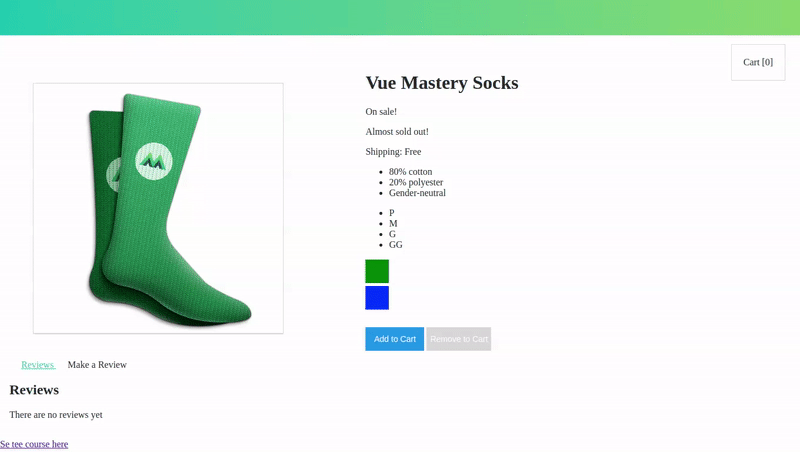 Cart [0]
Vue Mastery Socks
On sale!
Almost sold out!
Shipping: Free
80% cotton
20% polyester
Gender-neutral
P
M
G
GG
Add to Cart
Remove to Cart
Reviews
Make a Review
Reviews
There are no reviews yet
Se tee course here